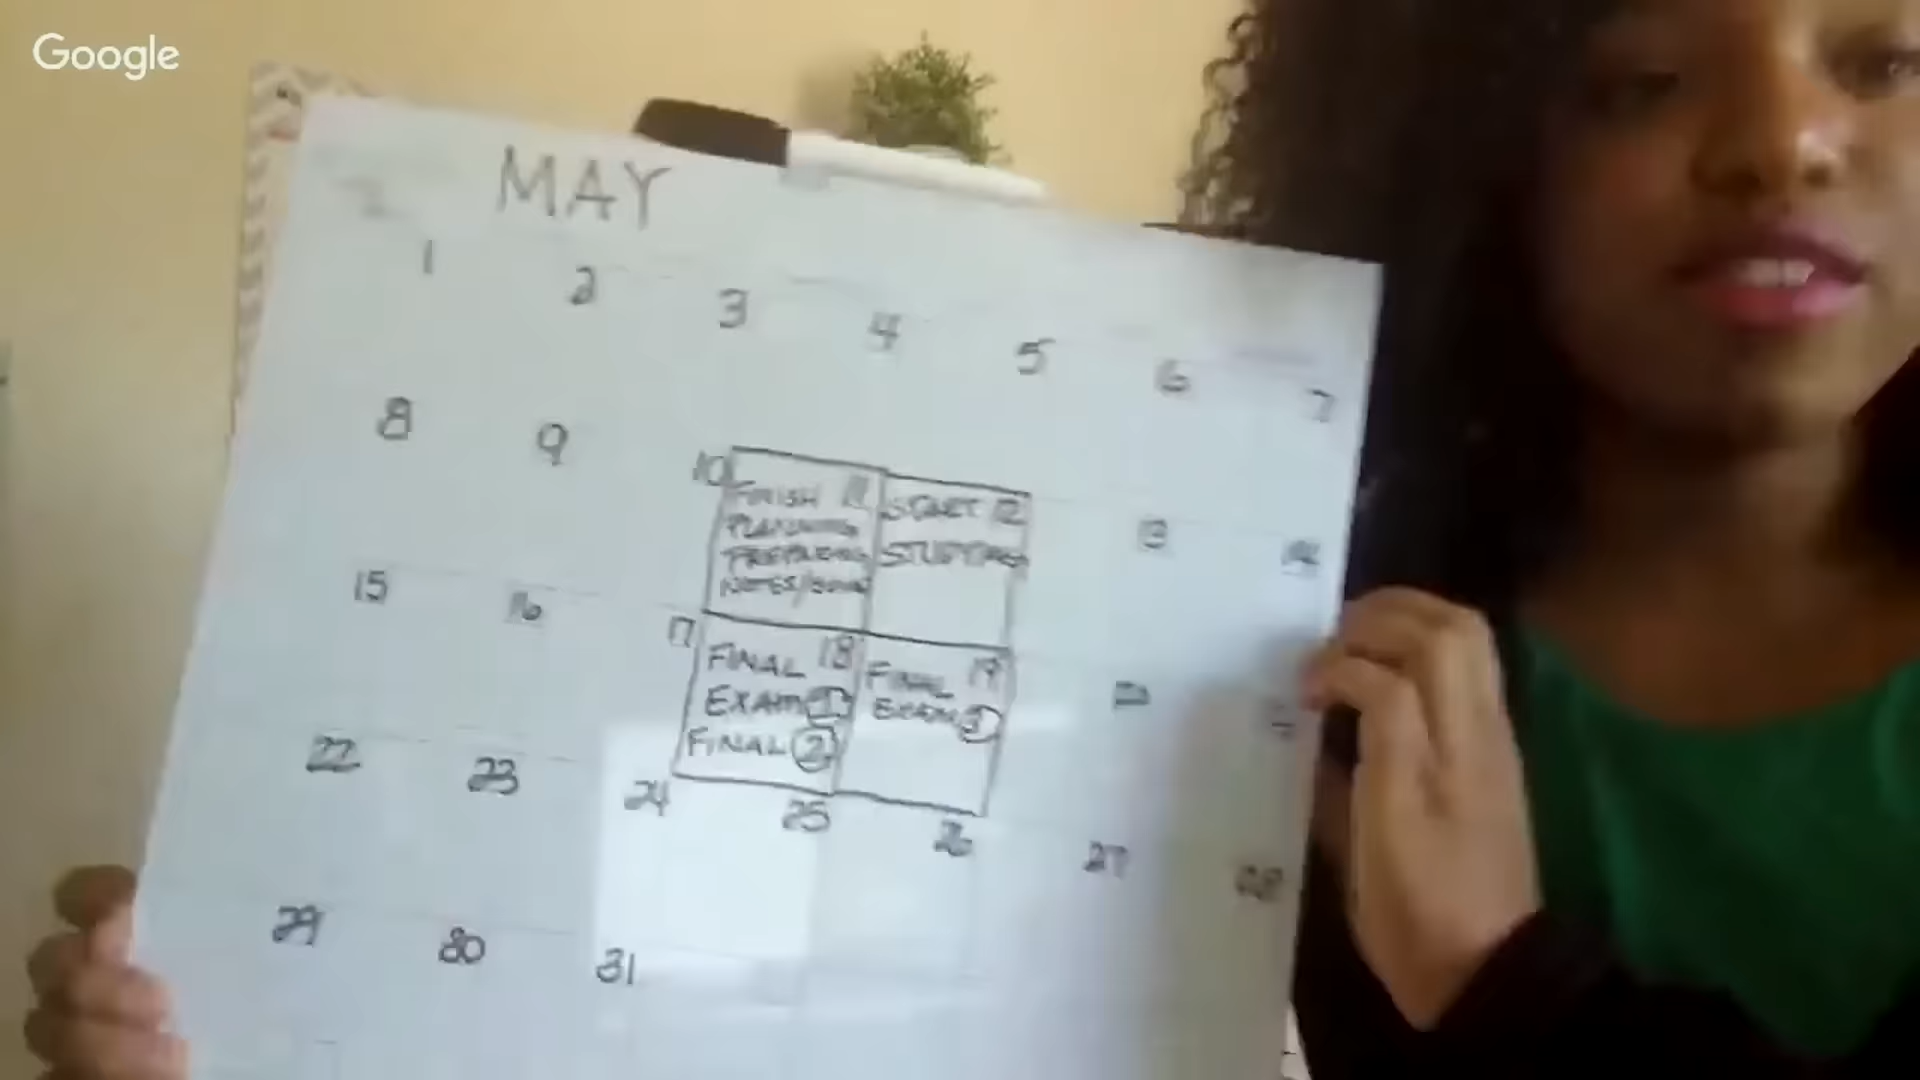 Google
MAY
1 2 3 4 5 6 7
8 9 10 11 12 13 14
FINISH
PLANNING
PREPARING
NOTES/
START
STUDYING
15 16 17 18 19
FINAL
EXAM 1
FINAL 2
FINAL
EXAM
22 23 24 25 26 27 28
29 30 31